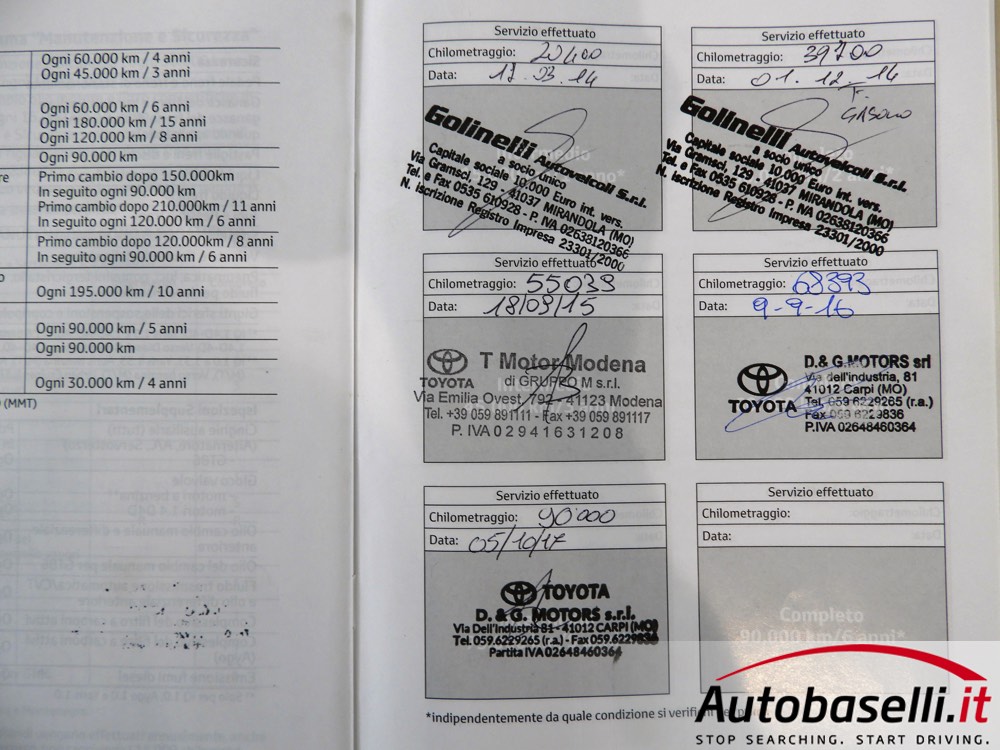 Ogni 60.000 km / 4 anni
Ogni 45.000 km / 3 anni
Ogni 60.000 km / 6 anni
Ogni 180.000 km / 15 anni
Ogni 120.000 km / 8 anni
Ogni 90.000 km
Primo cambio dopo 150.000km
In seguito ogni 90.000 km
Primo cambio dopo 210.000km / 11 anni
In seguito ogni 120.000 km / 6 anni
Primo cambio dopo 120.000km / 8 anni
In seguito ogni 90.000 km / 6 anni
Ogni 195.000 km / 10 anni
Ogni 90.000 km / 5 anni
Ogni 90.000 km
Ogni 30.000 km / 4 anni
(MMT)
Servizio effettuato
Chilometraggio: 20400
Data: 17.03.14
Golinelli Autoveicoli S.r.l.
a socio unico
Capitale sociale 10.000 Euro int. vers.
Via Gramsci, 129 - 41037 MIRANDOLA (MO)
Tel. e Fax 0535 610928 - P. IVA 02638120366
N. iscrizione Registro Impresa 23301/2000
Servizio effettuato
Chilometraggio: 39700
Data: 01.12.14
Golinelli Autoveicoli S.r.l.
a socio unico
Capitale sociale 10.000 Euro int. vers.
Via Gramsci, 129 - 41037 MIRANDOLA (MO)
Tel. e Fax 0535 610928 - P. IVA 02638120366
N. iscrizione Registro Impresa 23301/2000
Servizio effettuato
Chilometraggio: 55039
Data: 18/09/15
TOYOTA
T Motor Modena
di GRUPPO M s.r.l.
Via Emilia Ovest, 797 - 41123 Modena
Tel. +39 059 891111 - Fax +39 059 891117
P. IVA 02941631208
Servizio effettuato
Chilometraggio: 68393
Data: 9-9-16
TOYOTA
D.& G.MOTORS srl
Via dell'industria, 81
41012 Carpi (MO)
Tel. 059 6229265 (r.a.)
Fax 059 6229836
P.IVA 02648460364
Servizio effettuato
Chilometraggio: 90000
Data: 05/10/17
TOYOTA
D.& G. MOTORS s.r.l.
Via Dell'Industria 81 - 41012 CARPI (MO)
Tel. 059.6229265 (r.a.) - Fax 059.6229836
Partita IVA 02648460364
Servizio effettuato
Chilometraggio:
Data:
Completo
90.000 km/6 anni*
*indipendentemente da quale condizione si verifi
Autobaselli.it
STOP SEARCHING. START DRIVING.